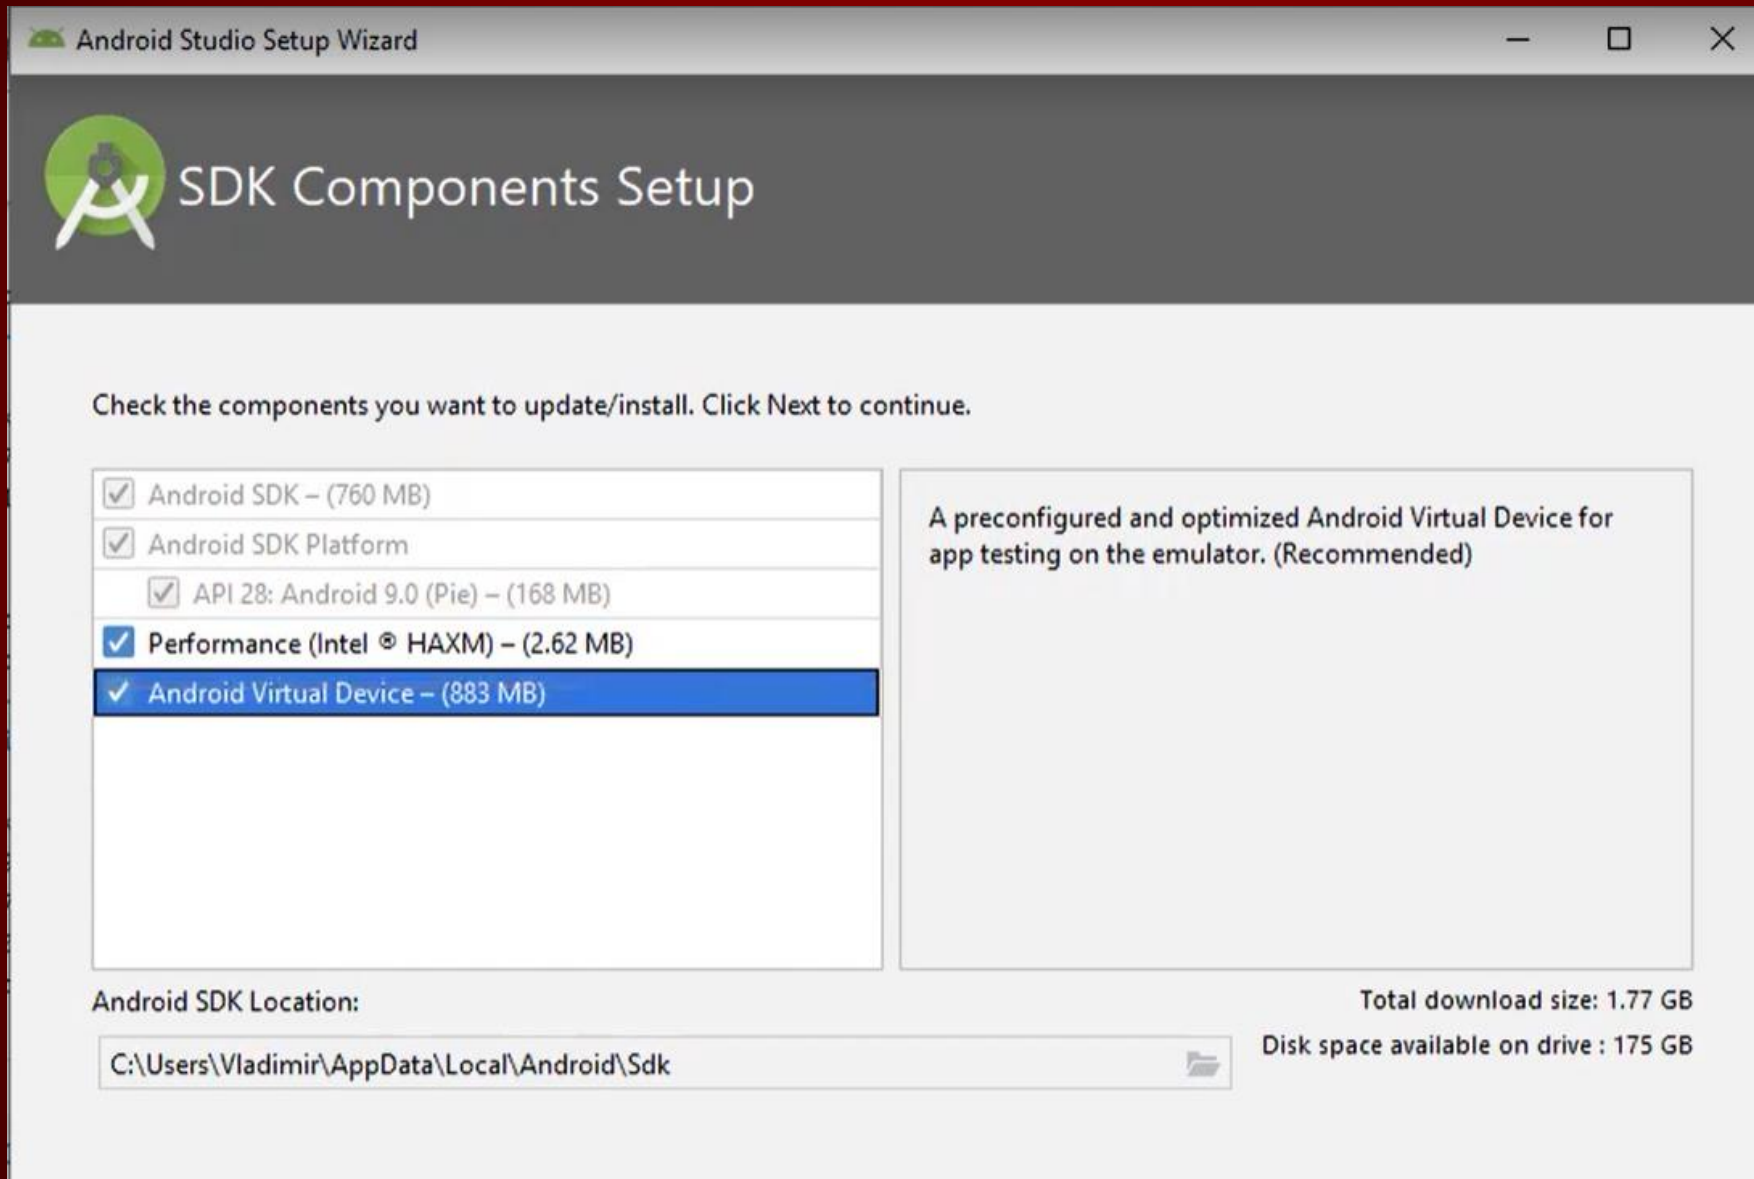 Android Studio Setup Wizard
SDK Components Setup
Check the components you want to update/install. Click Next to continue.
Android SDK – (760 MB)
Android SDK Platform
API 28: Android 9.0 (Pie) – (168 MB)
Performance (Intel ® HAXM) – (2.62 MB)
Android Virtual Device – (883 MB)
A preconfigured and optimized Android Virtual Device for
app testing on the emulator. (Recommended)
Android SDK Location:
C:\Users\Vladimir\AppData\Local\Android\Sdk
Total download size: 1.77 GB
Disk space available on drive : 175 GB